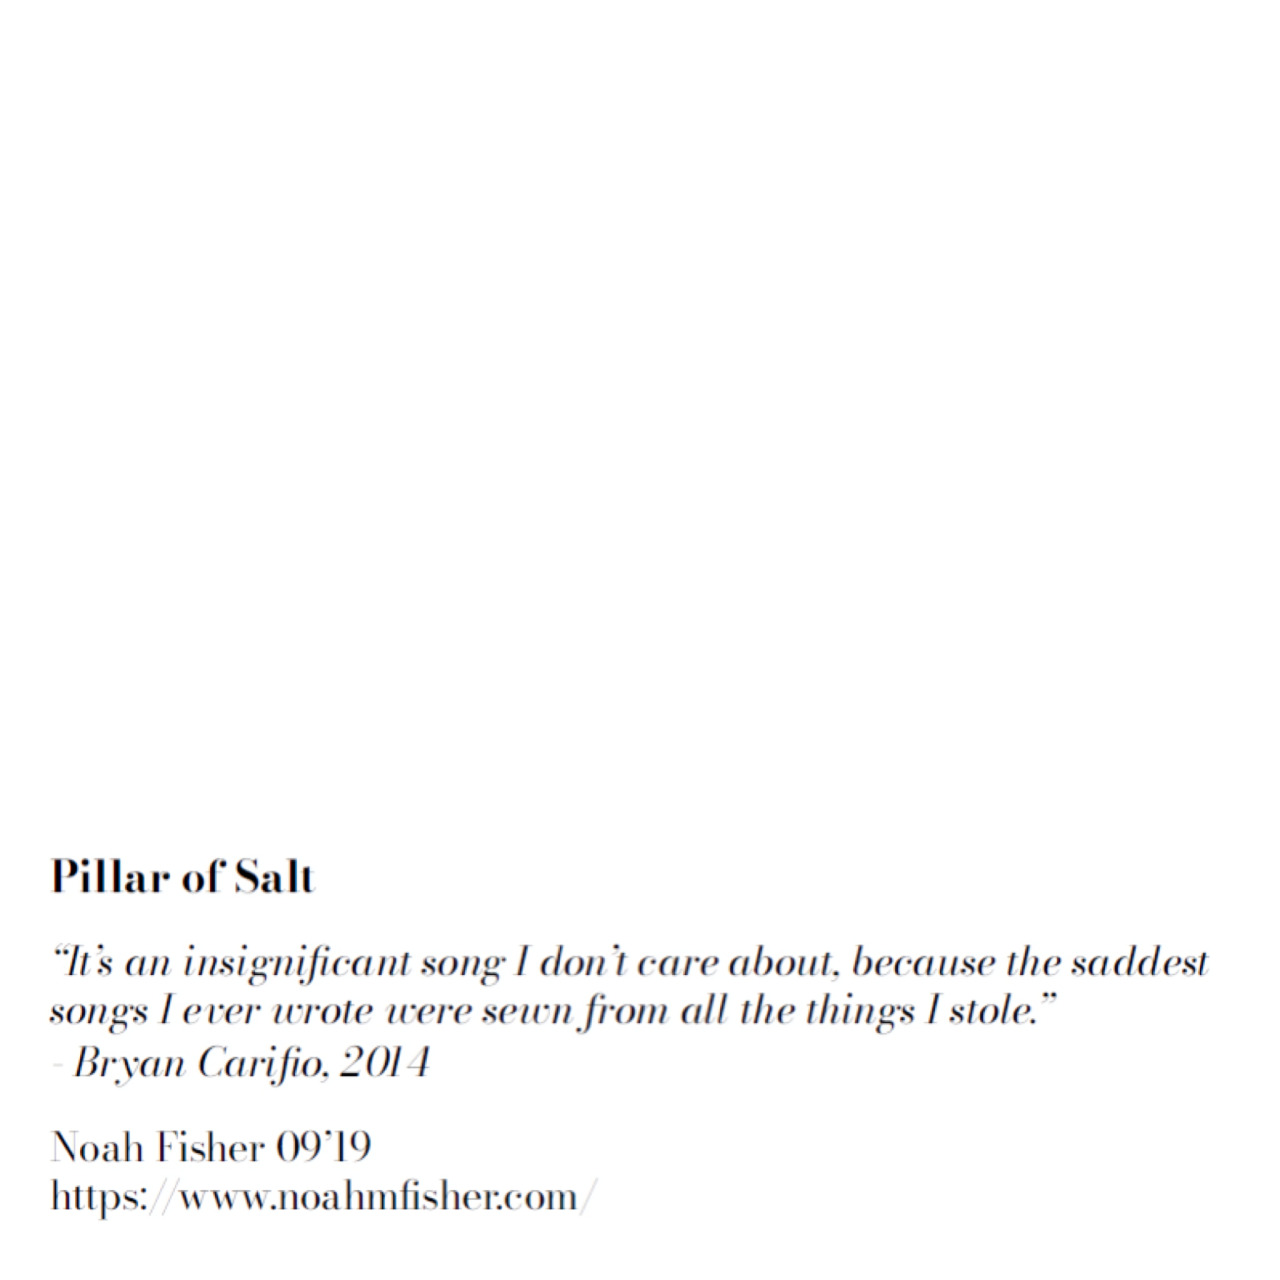 Pillar of Salt
“It’s an insignificant song I don’t care about, because the saddest
songs I ever wrote were sewn from all the things I stole.”
- Bryan Carifio, 2014
Noah Fisher 09’19
https://www.noahmfisher.com/